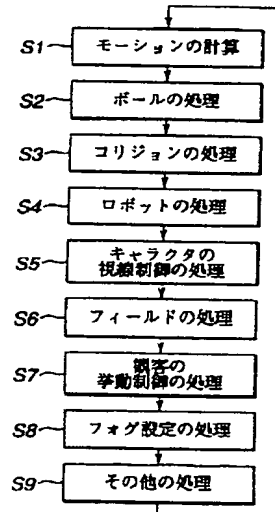 S1 モーションの計算
S2 ボールの処理
S3 コリジョンの処理
S4 ロボットの処理
S5 キャラクタの
視線制御の処理
S6 フィールドの処理
S7 観客の
挙動制御の処理
S8 フォグ設定の処理
S9 その他の処理